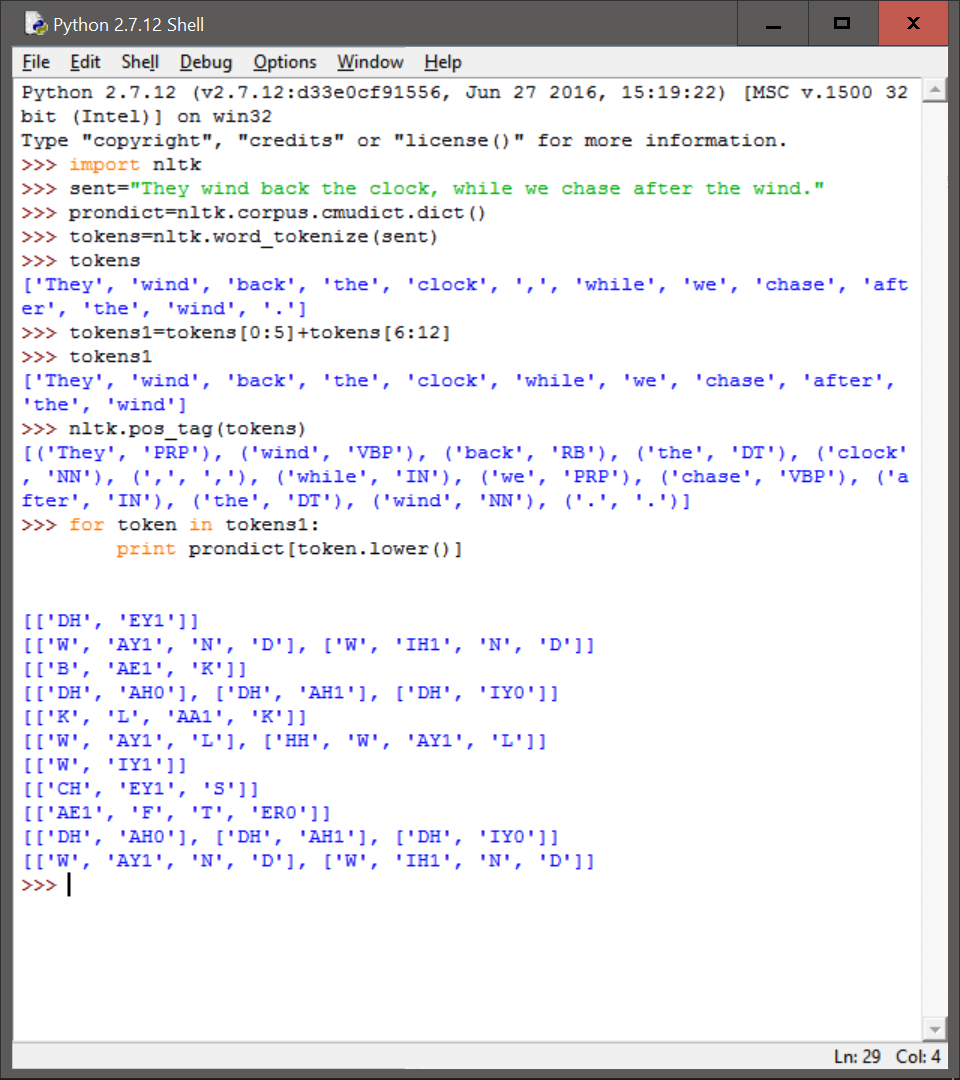 Python 2.7.12 Shell
File Edit Shell Debug Options Window Help
Python 2.7.12 (v2.7.12:d33e0cf91556, Jun 27 2016, 15:19:22) [MSC v.1500 32
bit (Intel)] on win32
Type "copyright", "credits" or "license()" for more information.
>>> import nltk
>>> sent="They wind back the clock, while we chase after the wind."
>>> prondict=nltk.corpus.cmudict.dict()
>>> tokens=nltk.word_tokenize(sent)
>>> tokens
['They', 'wind', 'back', 'the', 'clock', ',', 'while', 'we', 'chase', 'aft
er', 'the', 'wind', '.']
>>> tokens1=tokens[0:5]+tokens[6:12]
>>> tokens1
['They', 'wind', 'back', 'the', 'clock', 'while', 'we', 'chase', 'after',
'the', 'wind']
>>> nltk.pos_tag(tokens)
[('They', 'PRP'), ('wind', 'VBP'), ('back', 'RB'), ('the', 'DT'), ('clock'
, 'NN'), (',', ','), ('while', 'IN'), ('we', 'PRP'), ('chase', 'VBP'), ('a
fter', 'IN'), ('the', 'DT'), ('wind', 'NN'), ('.', '.')]
>>> for token in tokens1:
        print prondict[token.lower()]
[['DH', 'EY1']]
[['W', 'AY1', 'N', 'D'], ['W', 'IH1', 'N', 'D']]
[['B', 'AE1', 'K']]
[['DH', 'AH0'], ['DH', 'AH1'], ['DH', 'IY0']]
[['K', 'L', 'AA1', 'K']]
[['W', 'AY1', 'L'], ['HH', 'W', 'AY1', 'L']]
[['W', 'IY1']]
[['CH', 'EY1', 'S']]
[['AE1', 'F', 'T', 'ER0']]
[['DH', 'AH0'], ['DH', 'AH1'], ['DH', 'IY0']]
[['W', 'AY1', 'N', 'D'], ['W', 'IH1', 'N', 'D']]
>>>
Ln: 29 Col: 4